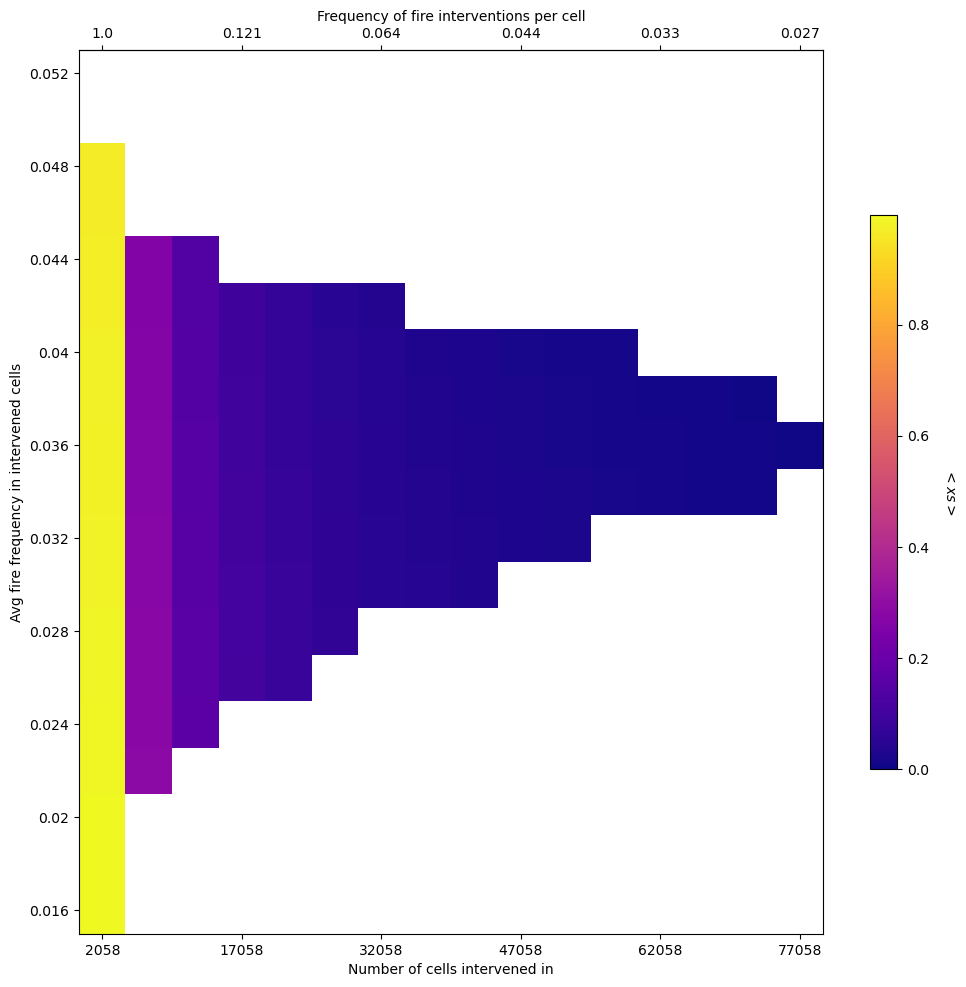 Frequency of fire interventions per cell
1.0 0.121 0.064 0.044 0.033 0.027
0.052
0.048
0.044
0.04
0.036
0.032
0.028
0.024
0.02
0.016
Avg fire frequency in intervened cells
2058 17058 32058 47058 62058 77058
Number of cells intervened in
0.8
0.6
0.4
0.2
0.0
< xs >